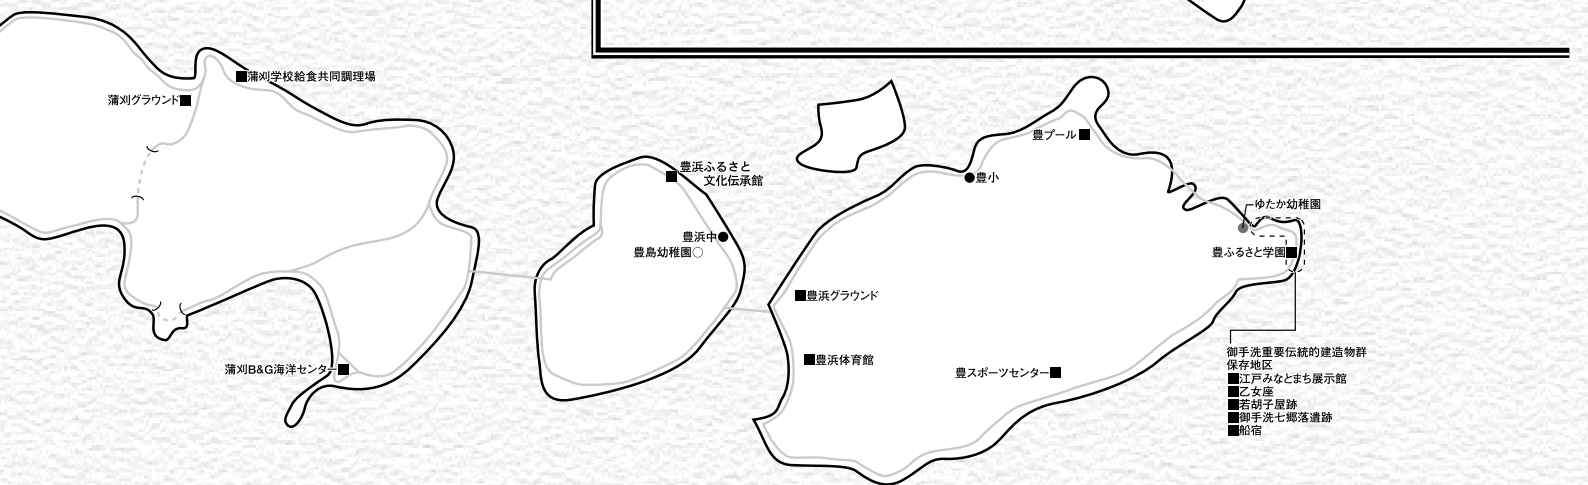 蒲刈学校給食共同調理場
蒲刈グラウンド
蒲刈B&G海洋センター
豊浜ふるさと
文化伝承館
豊浜中
豊島幼稚園
豊プール
豊小
ゆたか幼稚園
豊ふるさと学園
豊浜グラウンド
豊浜体育館
豊スポーツセンター
御手洗重要伝統的建造物群
保存地区
江戸みなとまち展示館
乙女座
若胡子屋跡
御手洗七郷落遺跡
船宿